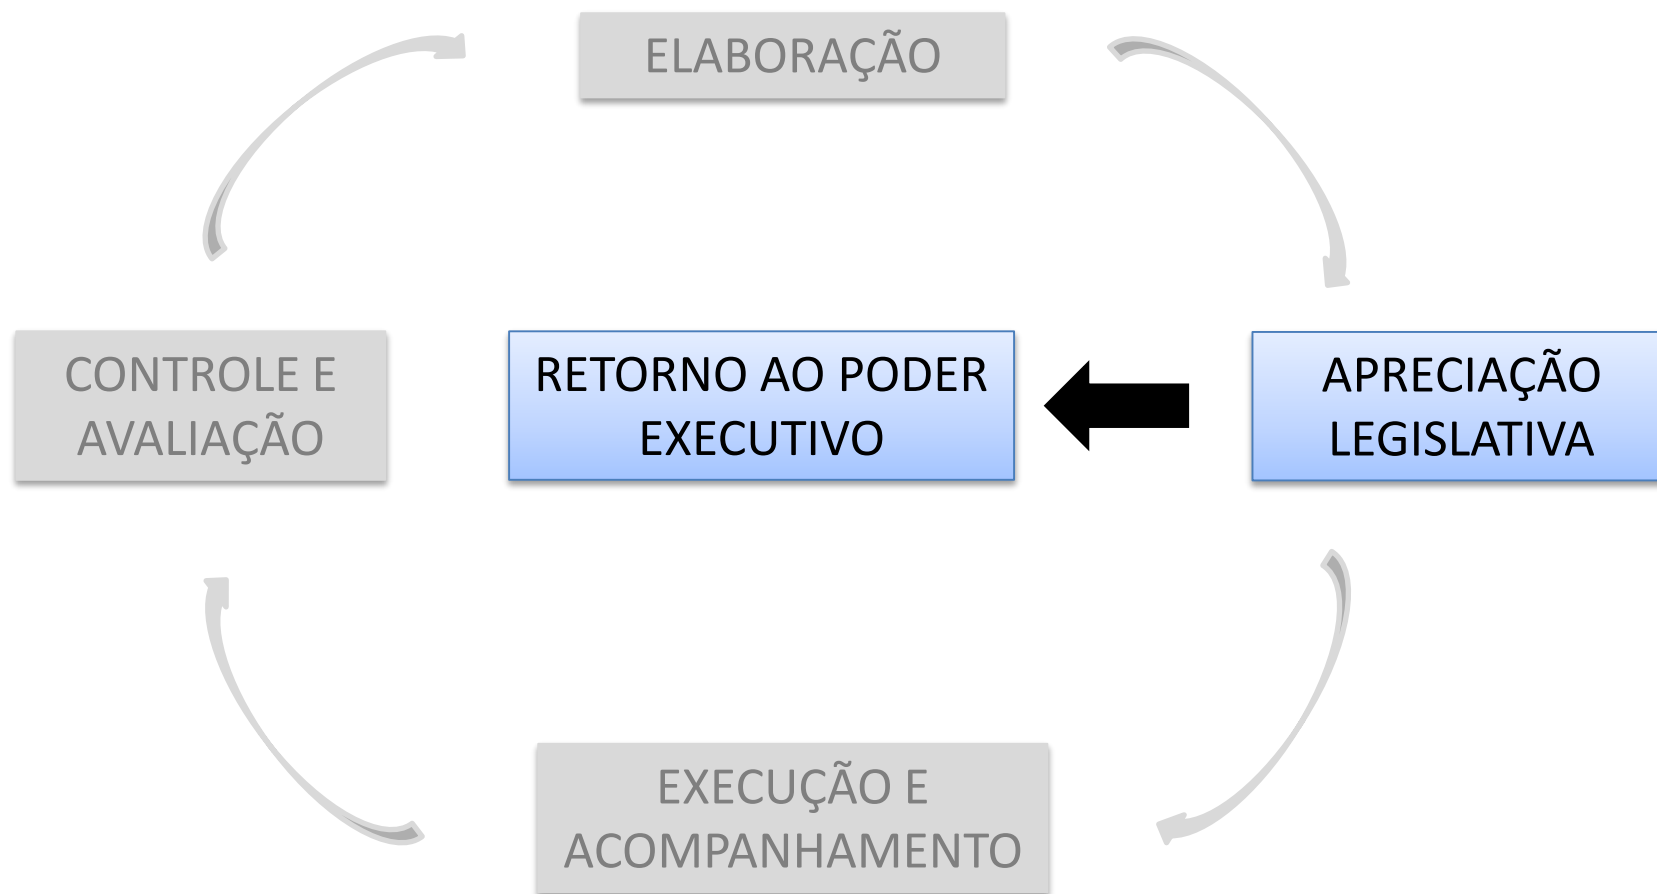 ELABORAÇÃO
CONTROLE E
AVALIAÇÃO
RETORNO AO PODER
EXECUTIVO
APRECIAÇÃO
LEGISLATIVA
EXECUÇÃO E
ACOMPANHAMENTO